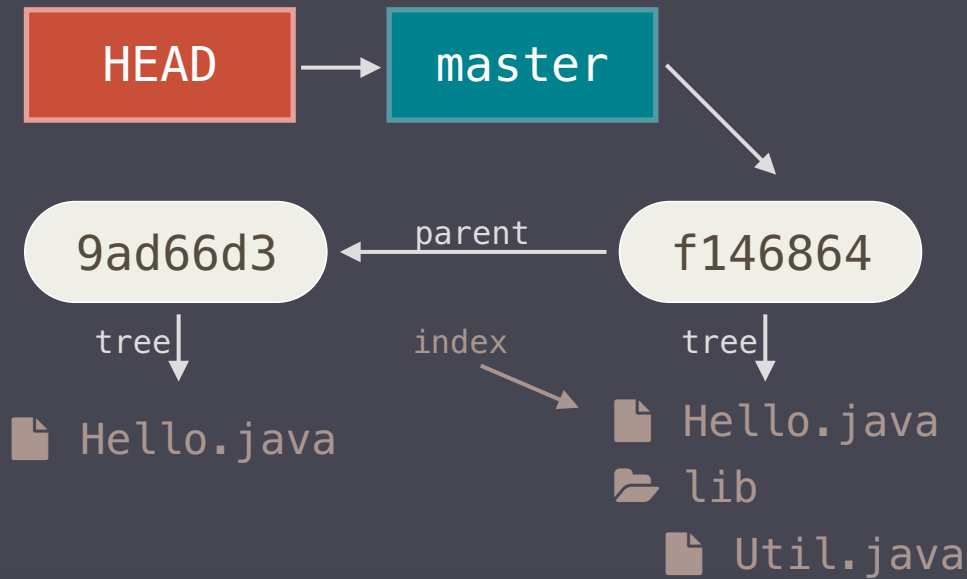 HEAD
master
9ad66d3
parent
f146864
tree
index
tree
Hello.java
Hello.java
lib
Util.java